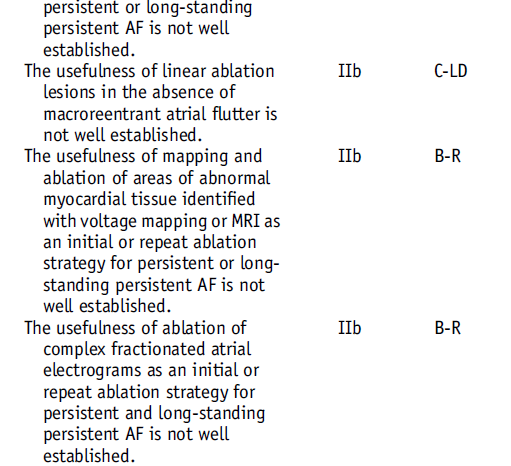 persistent or long-standing
persistent AF is not well
established.
The usefulness of linear ablation IIb C-LD
lesions in the absence of
macroreentrant atrial flutter is
not well established.
The usefulness of mapping and IIb B-R
ablation of areas of abnormal
myocardial tissue identified
with voltage mapping or MRI as
an initial or repeat ablation
strategy for persistent or long-
standing persistent AF is not
well established.
The usefulness of ablation of IIb B-R
complex fractionated atrial
electrograms as an initial or
repeat ablation strategy for
persistent and long-standing
persistent AF is not well
established.